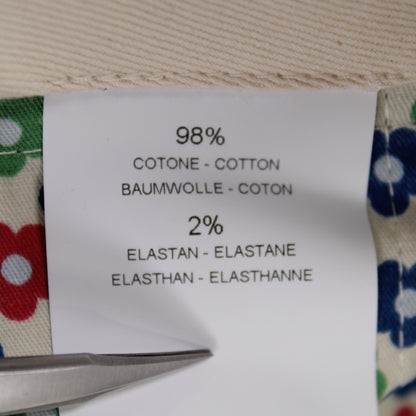 98%
COTONE - COTTON
BAUMWOLLE - COTON
2%
ELASTAN - ELASTANE
ELASTHAN - ELASTHANNE